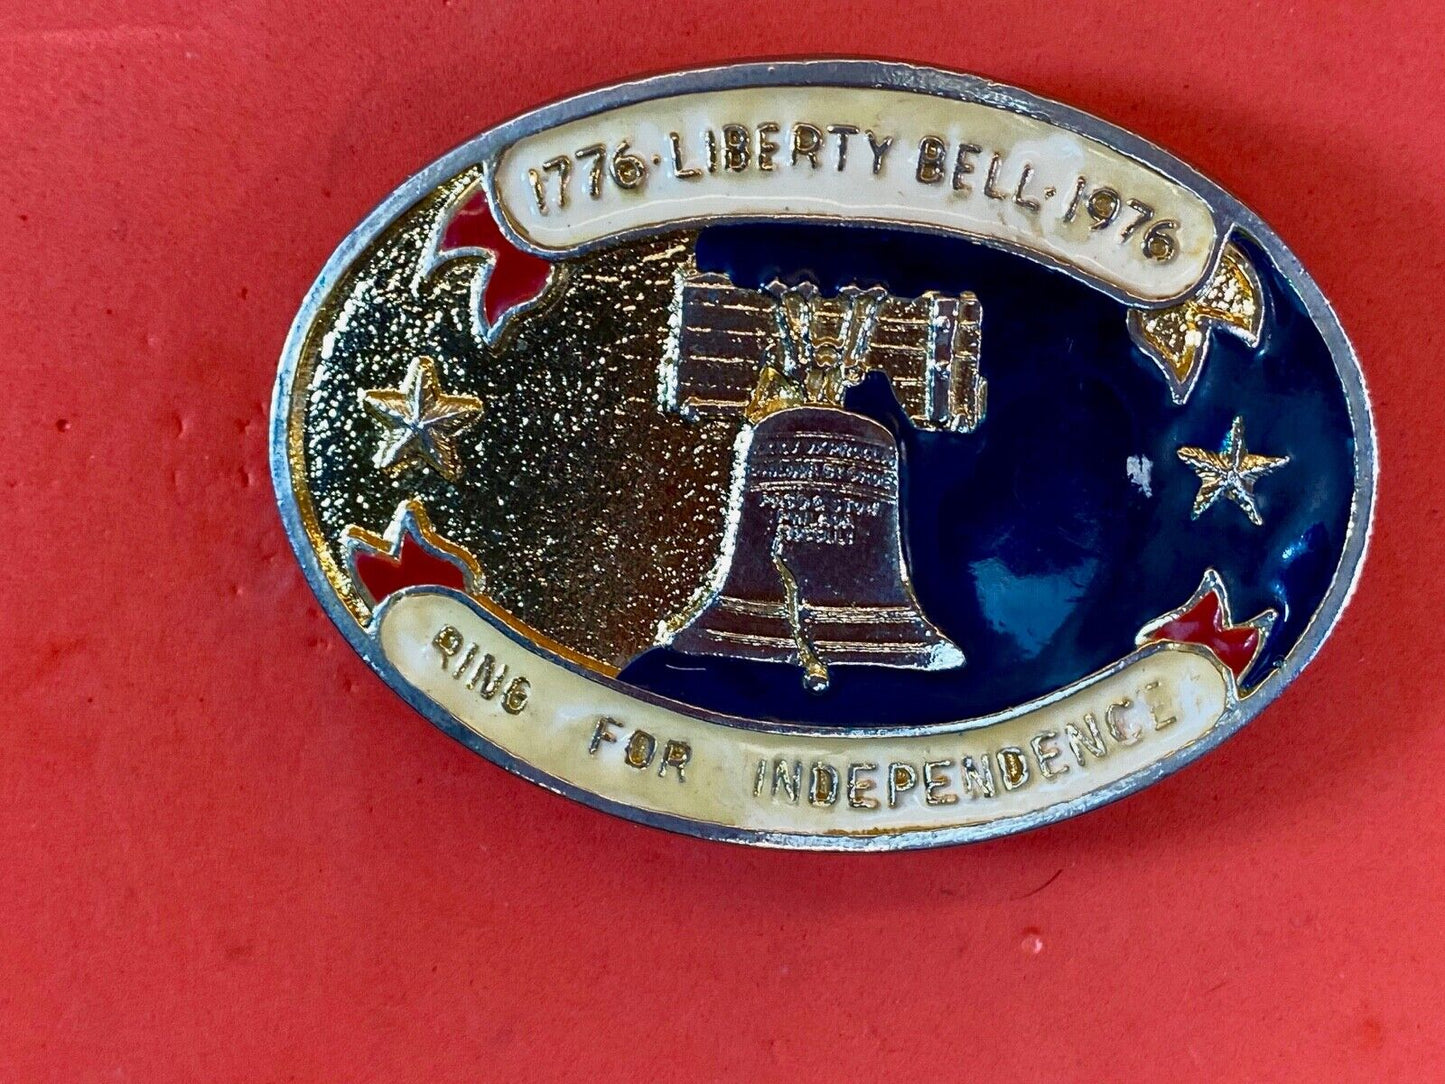 1776 · LIBERTY BELL · 1976
RING FOR INDEPENDENCE